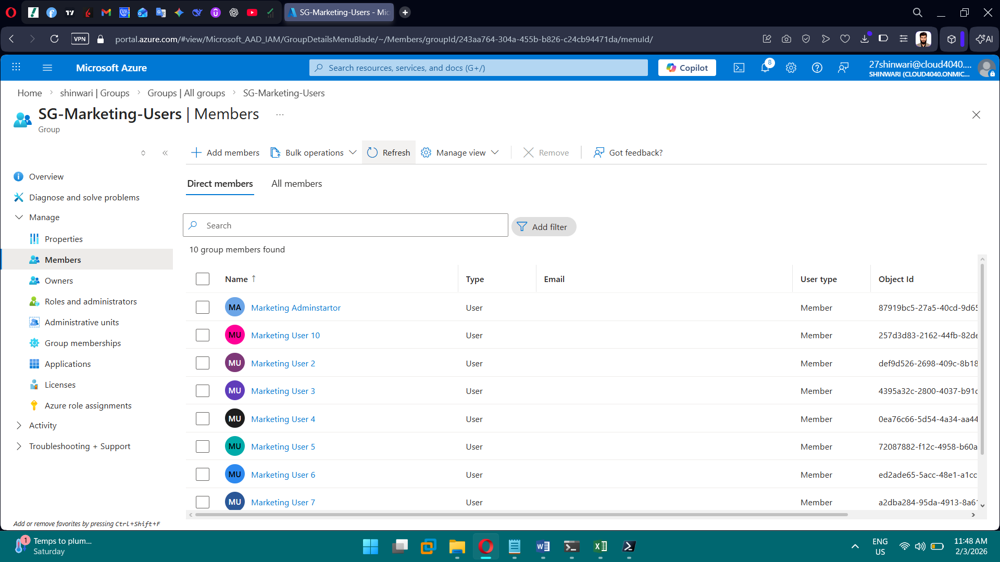 SG-Marketing-Users - Mic
VPN
portal.azure.com/#view/Microsoft_AAD_IAM/GroupDetailsMenuBlade/~/Members/groupId/243aa764-304a-455b-b826-c24cb94471da/menuId/
AI
Microsoft Azure
Search resources, services, and docs (G+/)
Copilot
8
27shinwari@cloud4040....
SHINWARI (CLOUD4040.ONMIC...
Home > shinwari | Groups > Groups | All groups > SG-Marketing-Users
SG-Marketing-Users | Members ...
Group
Add members
Bulk operations
Refresh
Manage view
Remove
Got feedback?
Overview
Diagnose and solve problems
Manage
Properties
Members
Owners
Roles and administrators
Administrative units
Group memberships
Applications
Licenses
Azure role assignments
Activity
Troubleshooting + Support
Add or remove favorites by pressing Ctrl+Shift+F
Direct members
All members
Search
Add filter
10 group members found
Name ↑ Type Email User type Object Id
MA Marketing Adminstartor User Member 87919bc5-27a5-40cd-9d65
MU Marketing User 10 User Member 257d3d83-2162-44fb-82de
MU Marketing User 2 User Member def9d526-2698-409c-8b18
MU Marketing User 3 User Member 4395a32c-2800-4037-b91c
MU Marketing User 4 User Member 0ea76c66-5d54-4a34-aa44
MU Marketing User 5 User Member 72087882-f12c-4958-b60a
MU Marketing User 6 User Member ed2ade65-5acc-48e1-a1cc
MU Marketing User 7 User Member a2dba284-95da-4913-8a61
1
Temps to plum...
Saturday
ENG
US
11:48 AM
2/3/2026